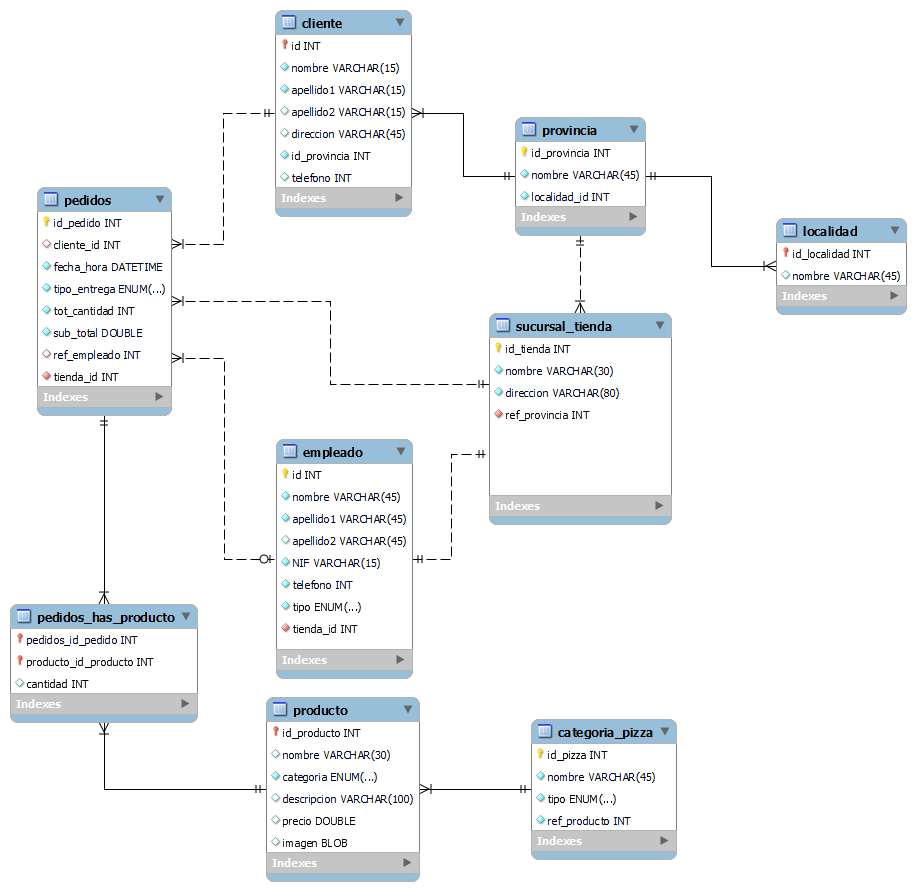 cliente
id INT
nombre VARCHAR(15)
apellido1 VARCHAR(15)
apellido2 VARCHAR(15)
direccion VARCHAR(45)
id_provincia INT
telefono INT
Indexes
provincia
id_provincia INT
nombre VARCHAR(45)
localidad_id INT
Indexes
pedidos
id_pedido INT
cliente_id INT
fecha_hora DATETIME
tipo_entrega ENUM(...)
tot_cantidad INT
sub_total DOUBLE
ref_empleado INT
tienda_id INT
Indexes
localidad
id_localidad INT
nombre VARCHAR(45)
Indexes
sucursal_tienda
id_tienda INT
nombre VARCHAR(30)
direccion VARCHAR(80)
ref_provincia INT
Indexes
empleado
id INT
nombre VARCHAR(45)
apellido1 VARCHAR(45)
apellido2 VARCHAR(45)
NIF VARCHAR(15)
telefono INT
tipo ENUM(...)
tienda_id INT
Indexes
pedidos_has_producto
pedidos_id_pedido INT
producto_id_producto INT
cantidad INT
Indexes
producto
id_producto INT
nombre VARCHAR(30)
categoria ENUM(...)
descripcion VARCHAR(100)
precio DOUBLE
imagen BLOB
Indexes
categoria_pizza
id_pizza INT
nombre VARCHAR(45)
tipo ENUM(...)
ref_producto INT
Indexes